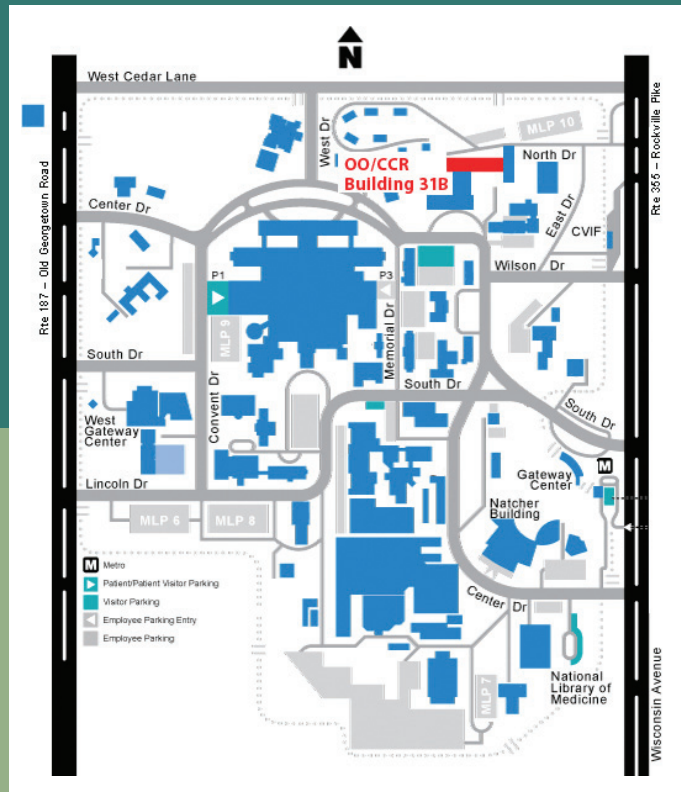 N
West Cedar Lane
Rte 187 – Old Georgetown Road
Rte 355 – Rockville Pike
West Dr
MLP 10
OO/CCR
Building 31B
North Dr
Center Dr
East Dr
CVIF
Wilson Dr
P1
P3
MLP 9
Memorial Dr
South Dr
Convent Dr
South Dr
South Dr
West
Gateway
Center
M
Gateway
Center
Lincoln Dr
Natcher
Building
MLP 6
MLP 8
M Metro
Patient/Patient Visitor Parking
Visitor Parking
Employee Parking Entry
Employee Parking
Center Dr
MLP 7
National
Library of
Medicine
Wisconsin Avenue